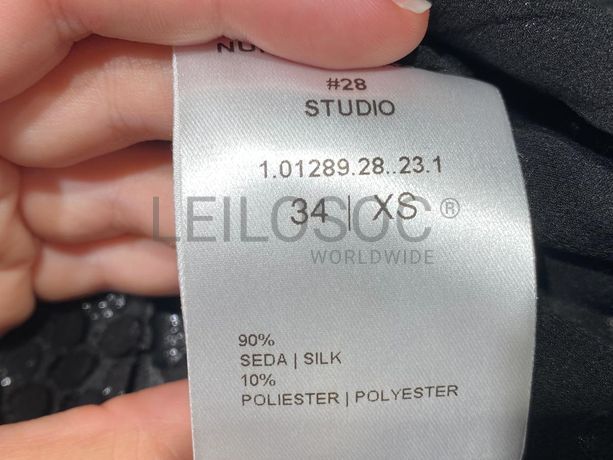 #28
STUDIO
1.01289.28..23.1
34 | XS
LEILOSOC®
WORLDWIDE
90%
SEDA | SILK
10%
POLIESTER | POLYESTER